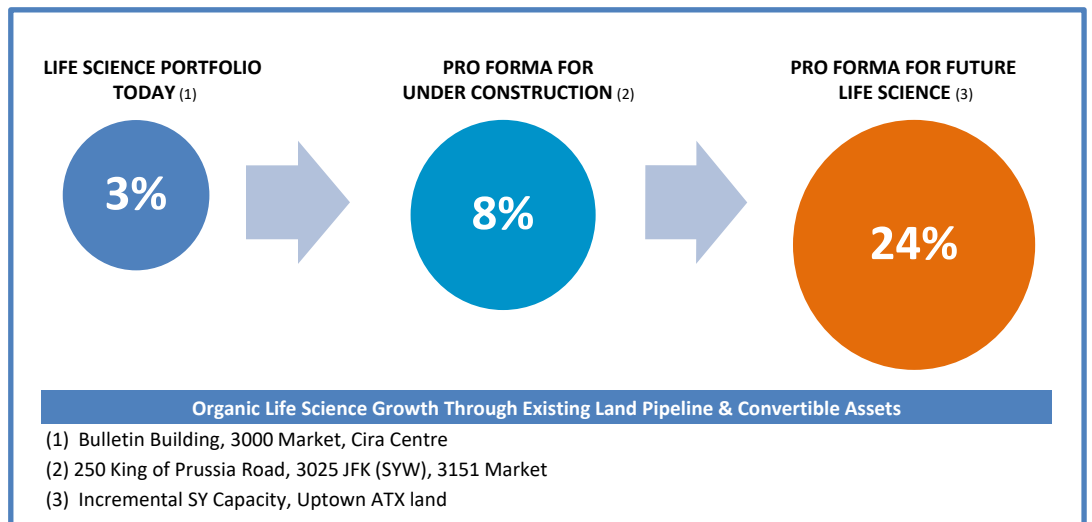 LIFE SCIENCE PORTFOLIO
TODAY (1)
PRO FORMA FOR
UNDER CONSTRUCTION (2)
PRO FORMA FOR FUTURE
LIFE SCIENCE (3)
3%
8%
24%
Organic Life Science Growth Through Existing Land Pipeline & Convertible Assets
(1) Bulletin Building, 3000 Market, Cira Centre
(2) 250 King of Prussia Road, 3025 JFK (SYW), 3151 Market
(3) Incremental SY Capacity, Uptown ATX land